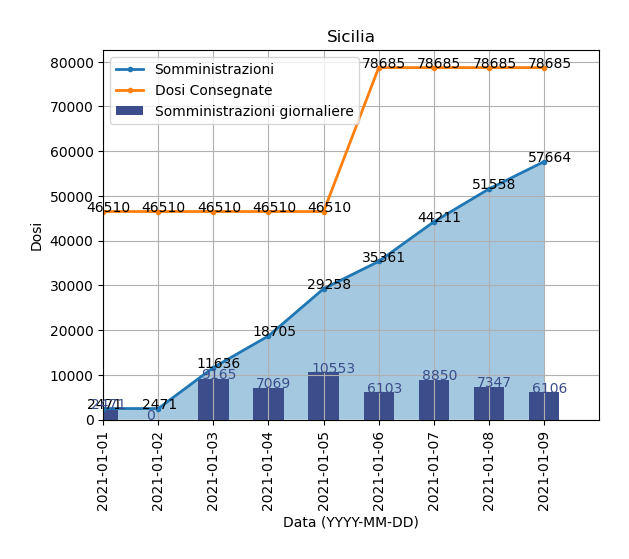 Sicilia
Somministrazioni
Dosi Consegnate
Somministrazioni giornaliere
80000
70000
60000
50000
40000
30000
20000
10000
0
Dosi
78685 78685 78685 78685
46510 46510 46510 46510 46510
2471 2471 11636 18705 29258 35361 44211 51558 57664
2471 0 9165 7069 10553 6103 8850 7347 6106
2021-01-01
2021-01-02
2021-01-03
2021-01-04
2021-01-05
2021-01-06
2021-01-07
2021-01-08
2021-01-09
Data (YYYY-MM-DD)